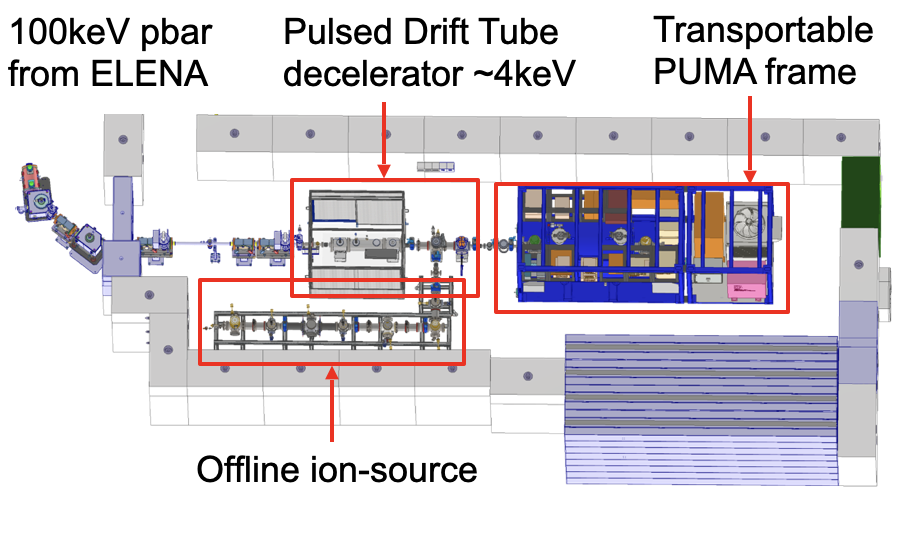 100keV pbar
from ELENA
Pulsed Drift Tube
decelerator ~4keV
Transportable
PUMA frame
Offline ion-source